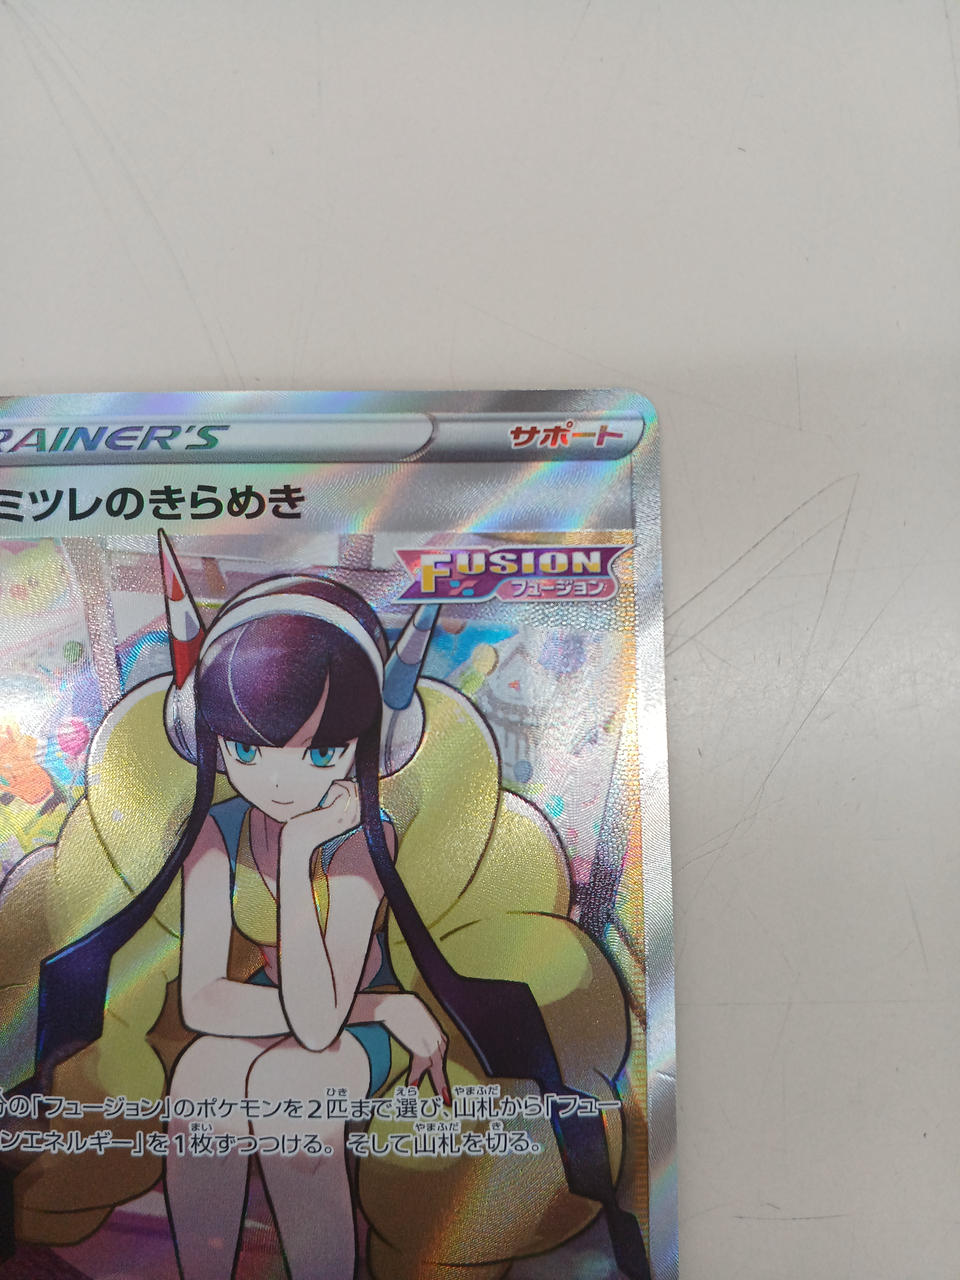 RAINER'S
サポート
ミツレのきらめき
FUSION
フュージョン
分の「フュージョン」のポケモンを2匹まで選び、山札から「フュー
ンエネルギー」を1枚ずつつける。そして山札を切る。